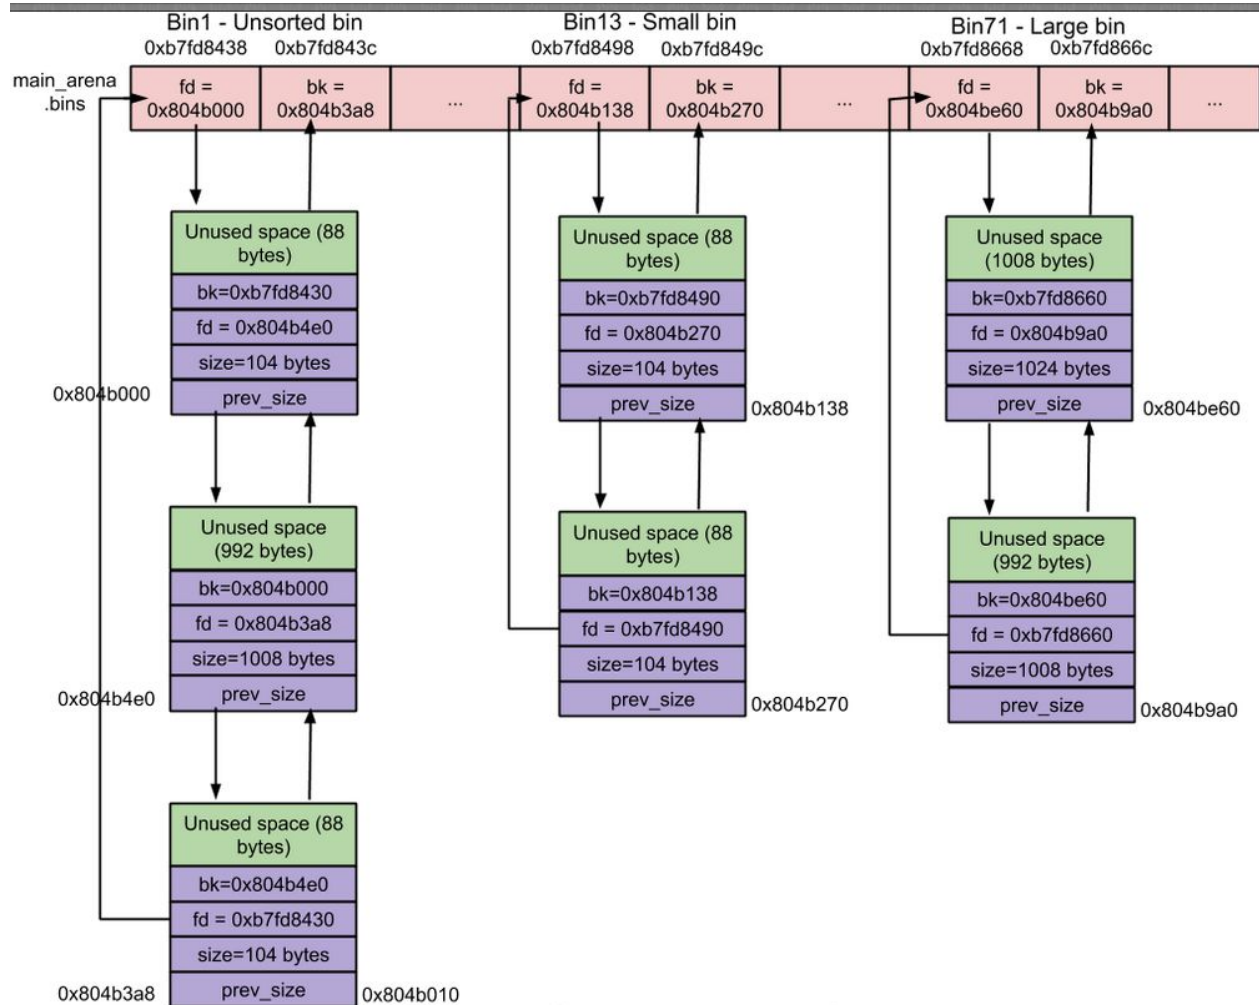 Bin1 - Unsorted bin
0xb7fd8438 0xb7fd843c
Bin13 - Small bin
0xb7fd8498 0xb7fd849c
Bin71 - Large bin
0xb7fd8668 0xb7fd866c
main_arena
.bins
fd =
0x804b000
bk =
0x804b3a8
...
fd =
0x804b138
bk =
0x804b270
...
fd =
0x804be60
bk =
0x804b9a0
...
Unused space (88
bytes)
bk=0xb7fd8430
fd = 0x804b4e0
size=104 bytes
prev_size
0x804b000
Unused space
(992 bytes)
bk=0x804b000
fd = 0x804b3a8
size=1008 bytes
prev_size
0x804b4e0
Unused space (88
bytes)
bk=0x804b4e0
fd = 0xb7fd8430
size=104 bytes
prev_size
0x804b3a8
0x804b010
Unused space (88
bytes)
bk=0xb7fd8490
fd = 0x804b270
size=104 bytes
prev_size
0x804b138
Unused space (88
bytes)
bk=0x804b138
fd = 0xb7fd8490
size=104 bytes
prev_size
0x804b270
Unused space
(1008 bytes)
bk=0xb7fd8660
fd = 0x804b9a0
size=1024 bytes
prev_size
0x804be60
Unused space
(992 bytes)
bk=0x804be60
fd = 0xb7fd8660
size=1008 bytes
prev_size
0x804b9a0